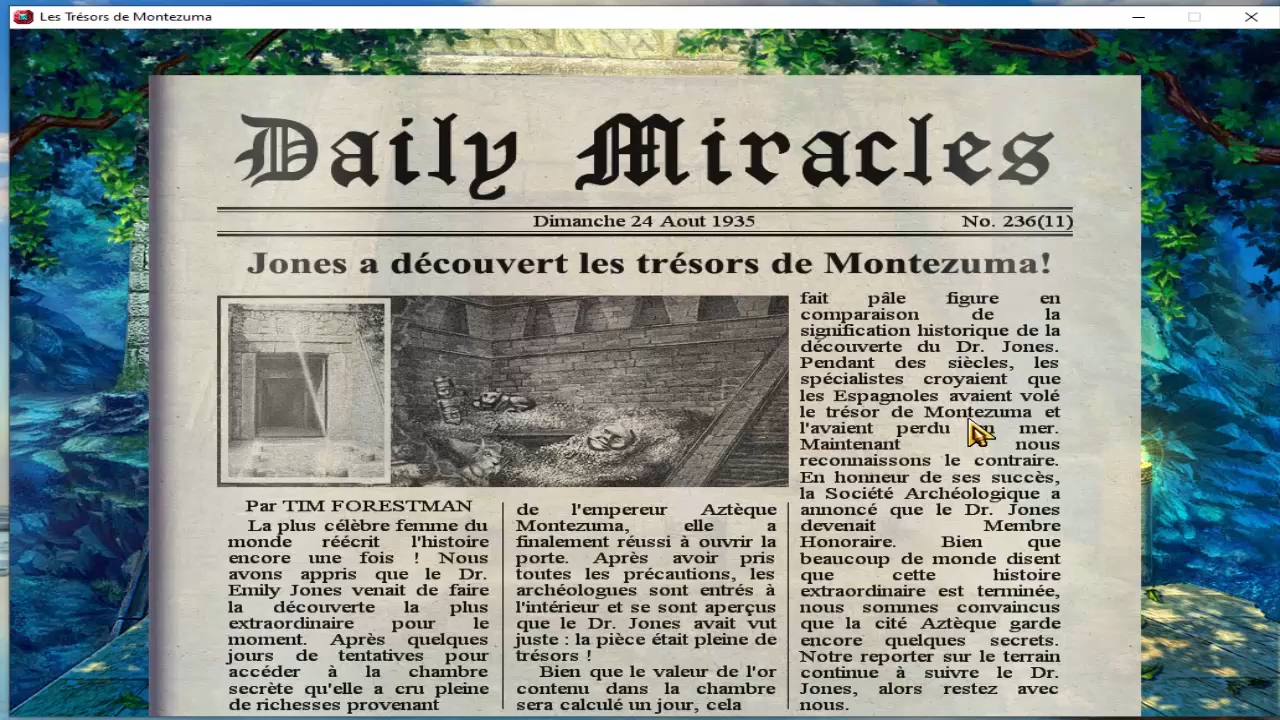 Les Trésors de Montezuma
Daily Miracles
Dimanche 24 Aout 1935
No. 236(11)
Jones a découvert les trésors de Montezuma!
Par TIM FORESTMAN
La plus célèbre femme du
monde réécrit l'histoire
encore une fois ! Nous
avons appris que le Dr.
Emily Jones venait de faire
la découverte la plus
extraordinaire pour le
moment. Après quelques
jours de tentatives pour
accéder à la chambre
secrète qu'elle a cru pleine
de richesses provenant
de l'empereur Aztèque
Montezuma, elle a
finalement réussi à ouvrir la
porte. Après avoir pris
toutes les précautions, les
archéologues sont entrés à
l'intérieur et se sont aperçus
que le Dr. Jones avait vut
juste : la pièce était pleine de
trésors !
Bien que le valeur de l'or
contenu dans la chambre
sera calculé un jour, cela
fait pâle figure en
comparaison de la
signification historique de la
découverte du Dr. Jones.
Pendant des siècles, les
spécialistes croyaient que
les Espagnoles avaient volé
le trésor de Montezuma et
l'avaient perdu mer.
Maintenant nous
reconnaissons le contraire.
En honneur de ses succès,
la Société Archéologique a
annoncé que le Dr. Jones
devenait Membre
Honoraire. Bien que
beaucoup de monde disent
que cette histoire
extraordinaire est terminée,
nous sommes convaincus
que la cité Aztèque garde
encore quelques secrets.
Notre reporter sur le terrain
continue à suivre le Dr.
Jones, alors restez avec
nous.